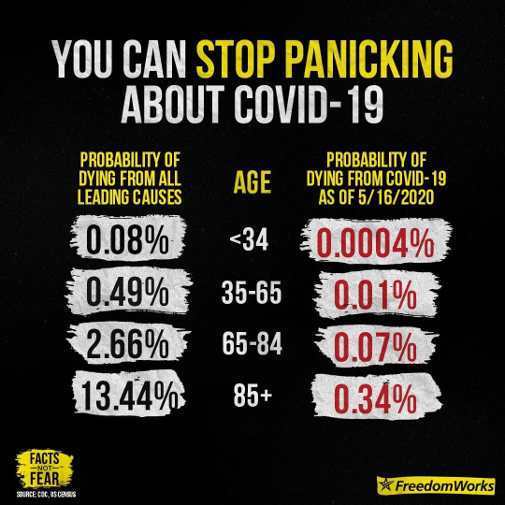 YOU CAN STOP PANICKING
ABOUT COVID-19
PROBABILITY OF
DYING FROM ALL
LEADING CAUSES
AGE
PROBABILITY OF
DYING FROM COVID-19
AS OF 5/16/2020
0.08% <34 0.0004%
0.49% 35-65 0.01%
2.66% 65-84 0.07%
13.44% 85+ 0.34%
FACTS
NOT
FEAR
SOURCE: CDC, US CENSUS
FreedomWorks